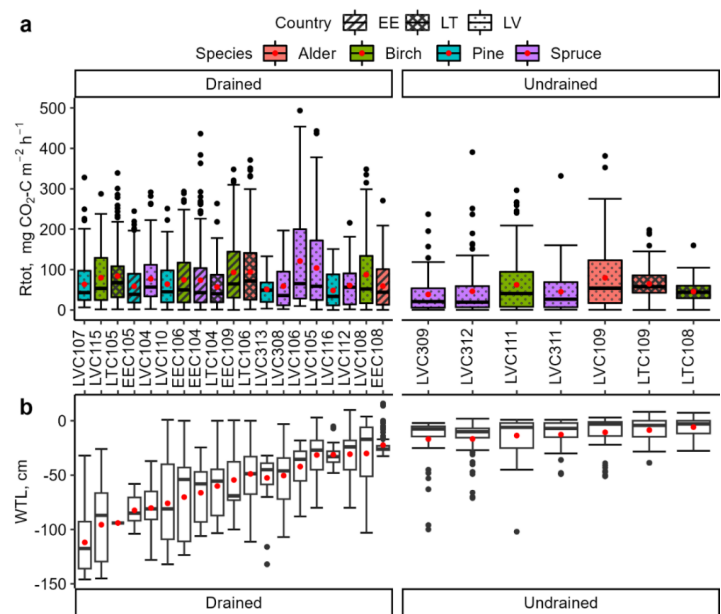 a
Country EE LT LV
Species Alder Birch Pine Spruce
Drained Undrained
Rtot, mg CO₂-C m⁻² h⁻¹
500
400
300
200
100
0
LVC107 LVC115 LTC105 EEC105 LVC104 LVC110 EEC106 EEC104 LTC104 EEC109 LTC106 LVC313 LVC308 LVC106 LVC105 LVC116 LVC112 LVC108 EEC108
LVC309 LVC312 LVC111 LVC311 LVC109 LTC109 LTC108
b
WTL, cm
0
-50
-100
-150
Drained Undrained